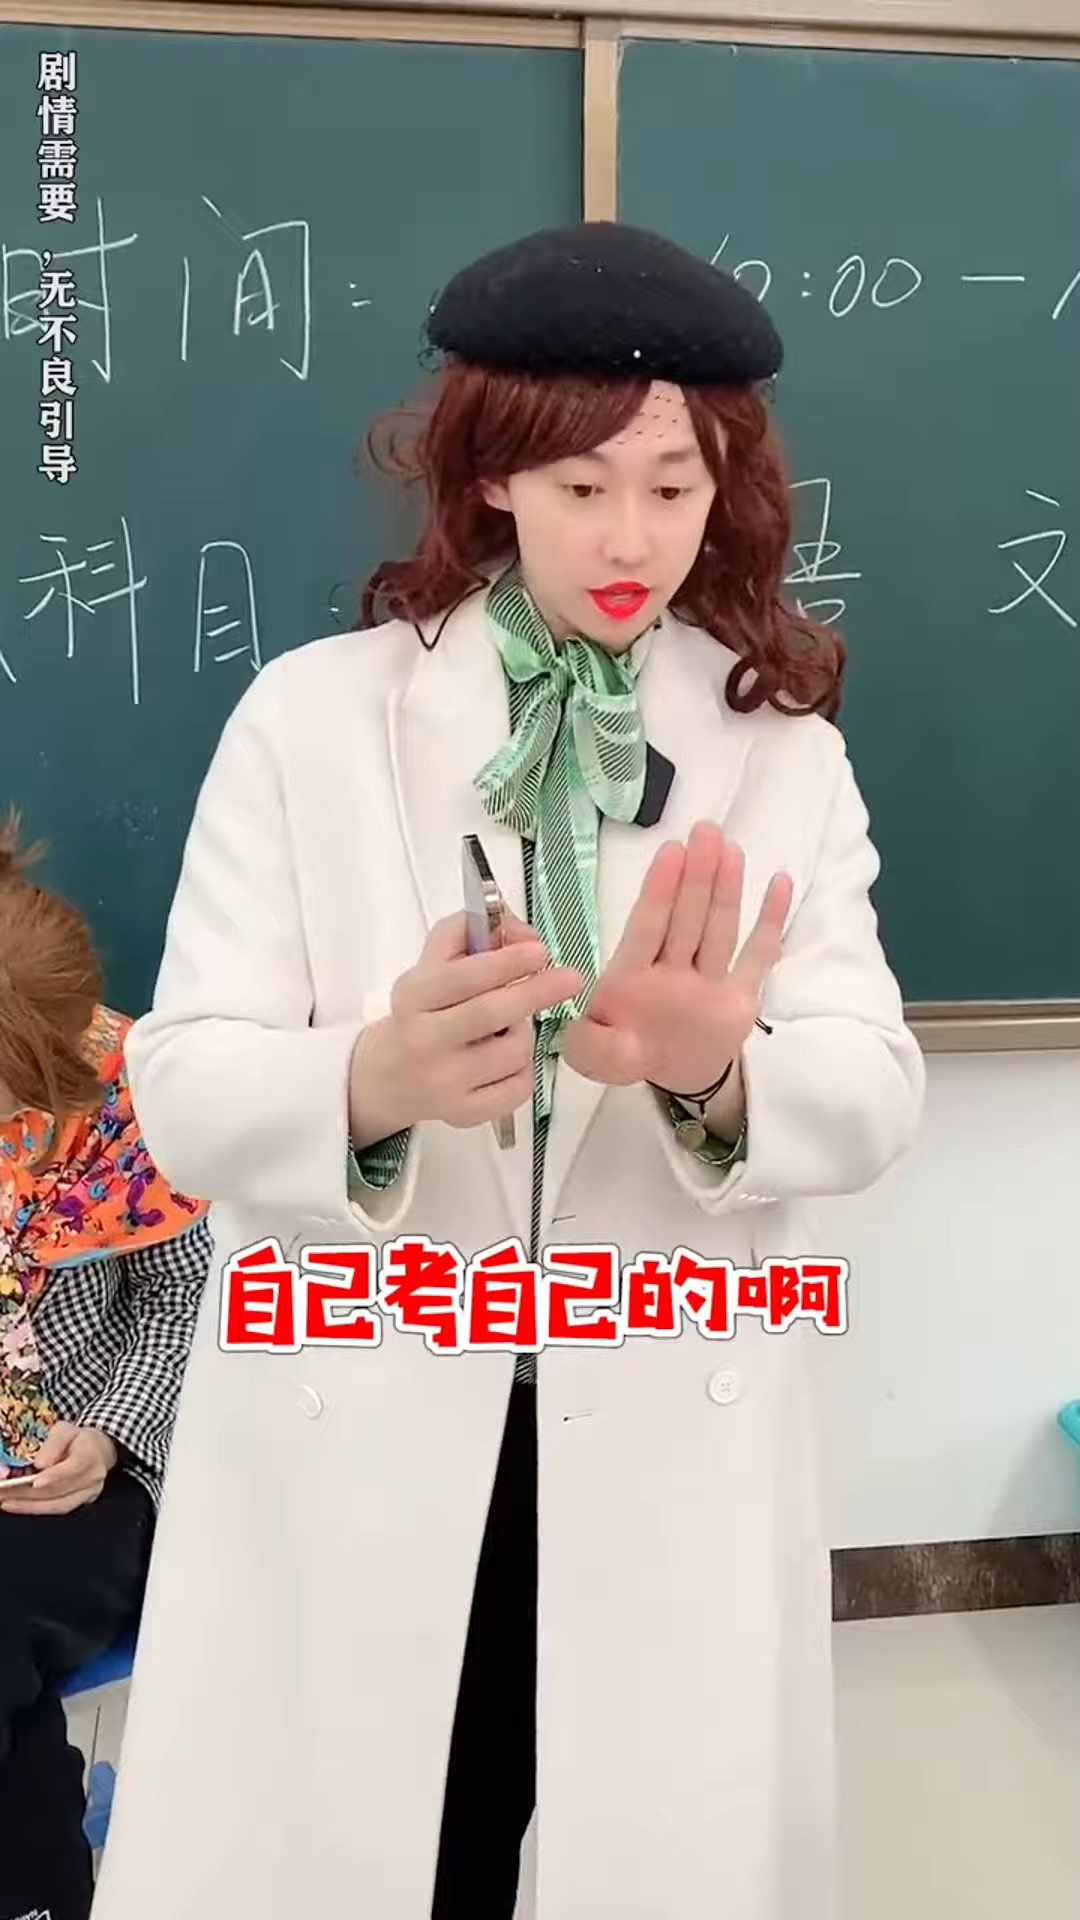 剧情需要，无不良引导
时间:
:00-
科目
语 文
自己考自己的啊